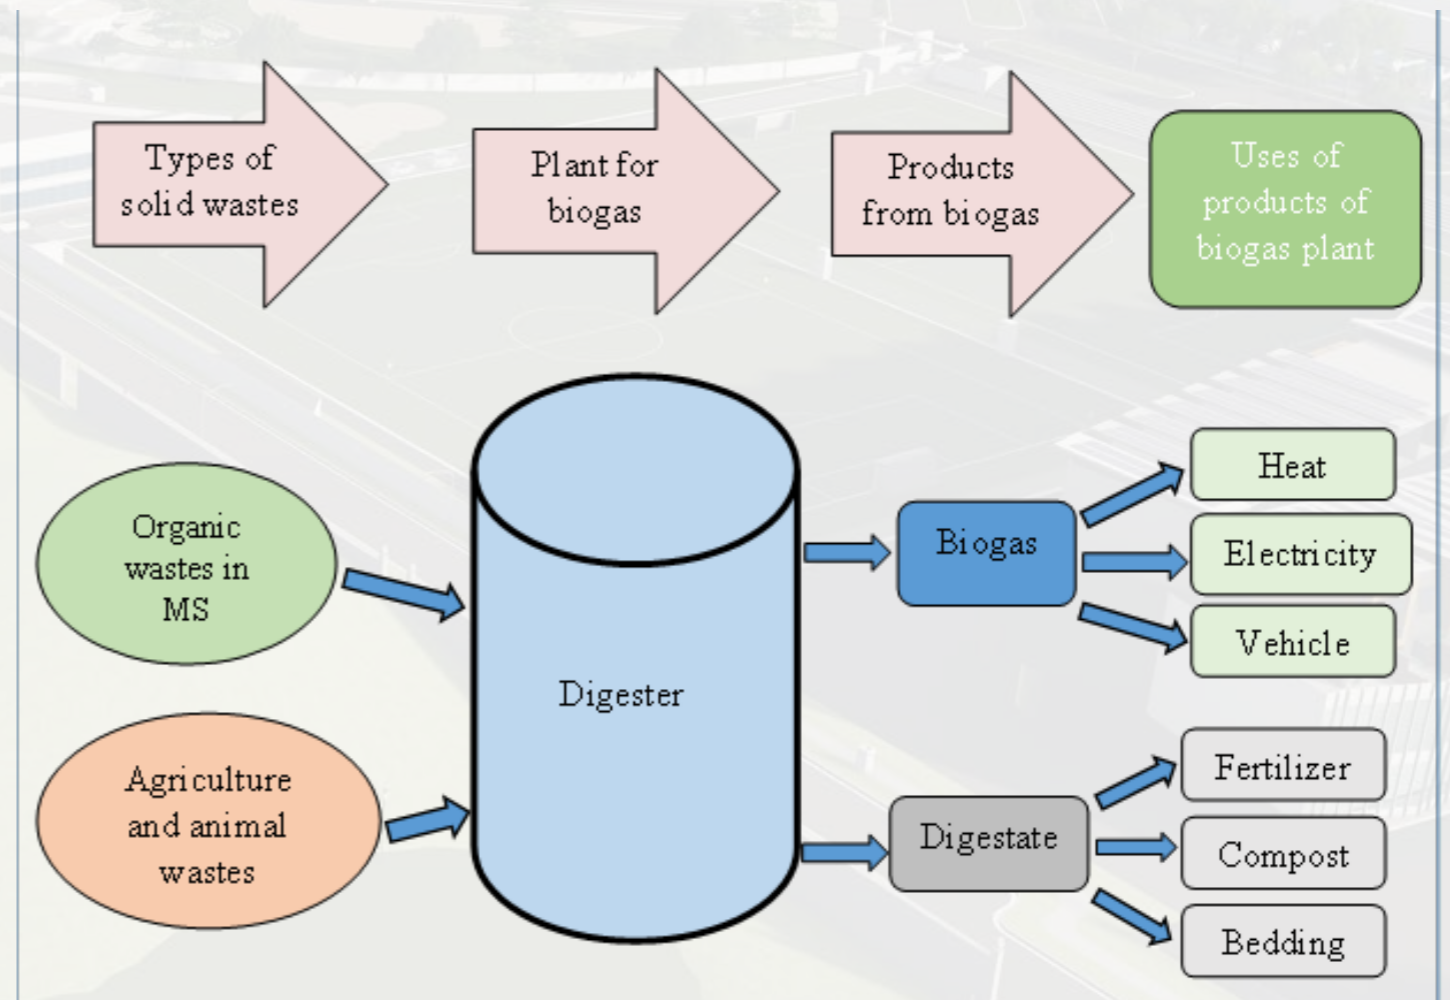 Types of
solid wastes
Plant for
biogas
Products
from biogas
Uses of
products of
biogas plant
Organic
wastes in
MS
Agriculture
and animal
wastes
Digester
Biogas
Digestate
Heat
Electricity
Vehicle
Fertilizer
Compost
Bedding